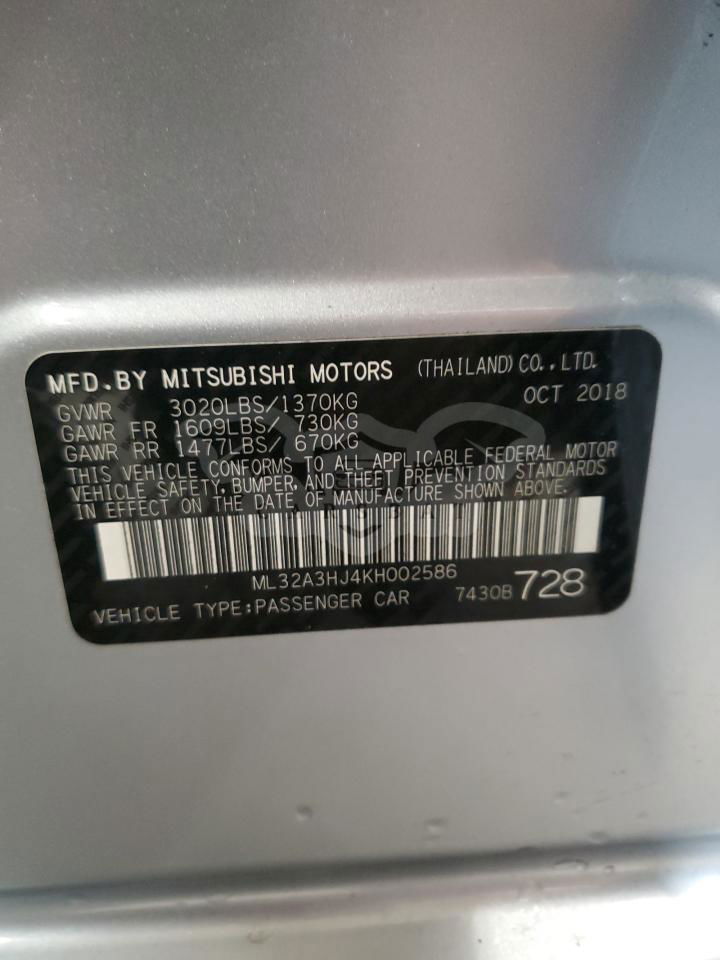 MFD.BY MITSUBISHI MOTORS (THAILAND) CO.,LTD.
GVWR 3020LBS/1370KG OCT 2018
GAWR FR 1609LBS/ 730KG
GAWR RR 1477LBS/ 670KG
THIS VEHICLE CONFORMS TO ALL APPLICABLE FEDERAL MOTOR
VEHICLE SAFETY, BUMPER, AND THEFT PREVENTION STANDARDS
IN EFFECT ON THE DATE OF MANUFACTURE SHOWN ABOVE.
ML32A3HJ4KH002586
VEHICLE TYPE:PASSENGER CAR 7430B 728